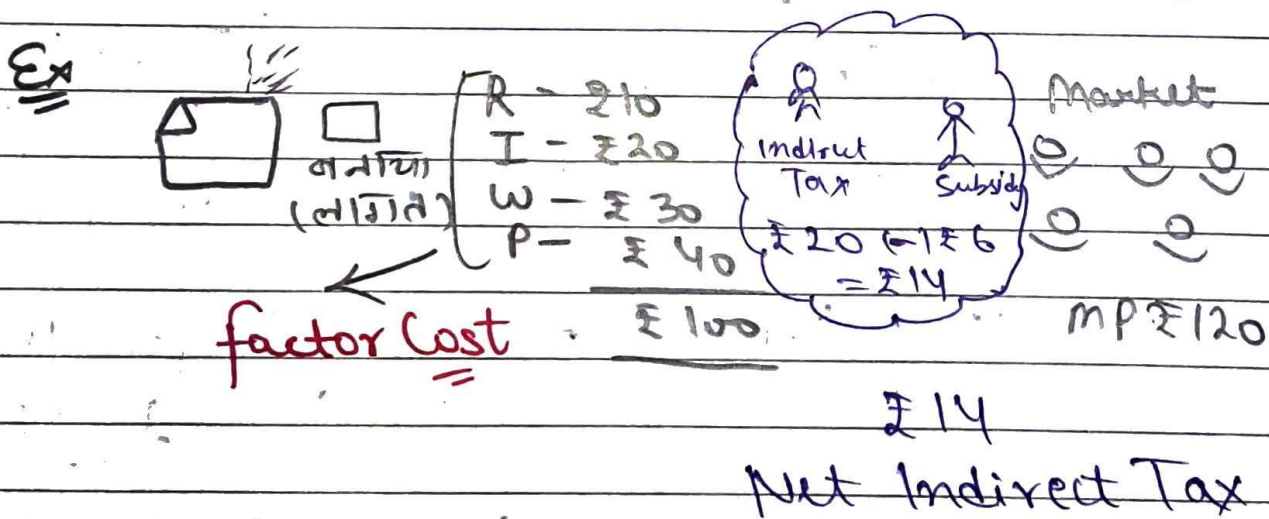 Ex
बनाया
(लागत)
R - ₹10
I - ₹20
W - ₹30
P - ₹40
₹100
factor Cost
Indirect
Tax
Subsidy
₹20 (-) ₹6
= ₹14
Market
MP ₹120
₹14
Net Indirect Tax